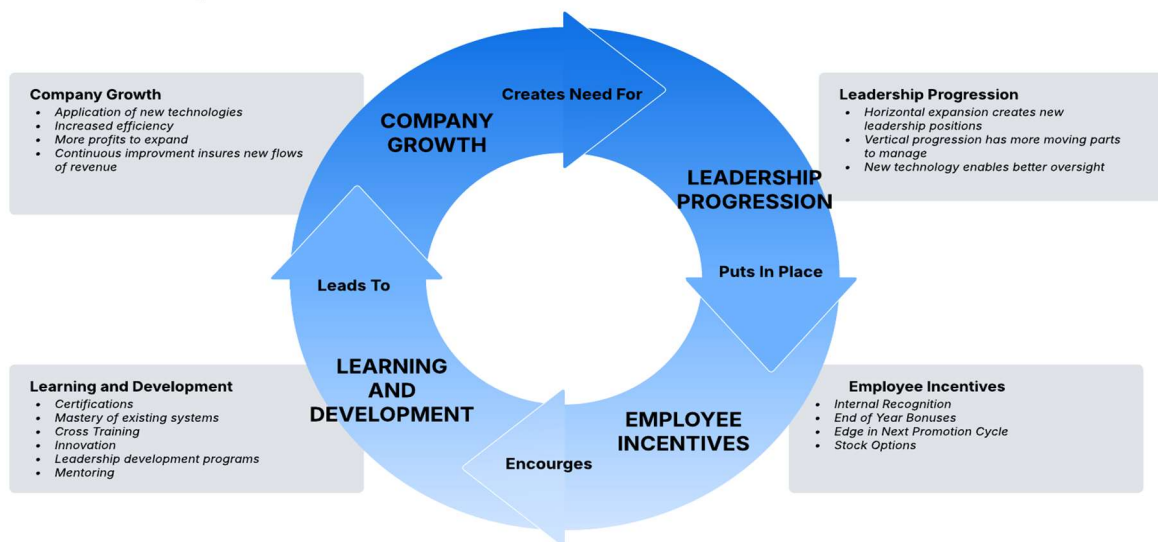 Creates Need For
COMPANY
GROWTH
LEADERSHIP
PROGRESSION
Puts In Place
EMPLOYEE
INCENTIVES
Encourges
LEARNING
AND
DEVELOPMENT
Leads To
Company Growth
• Application of new technologies
• Increased efficiency
• More profits to expand
• Continuous improvment insures new flows
of revenue
Leadership Progression
• Horizontal expansion creates new
leadership positions
• Vertical progression has more moving parts
to manage
• New technology enables better oversight
Learning and Development
• Certifications
• Mastery of existing systems
• Cross Training
• Innovation
• Leadership development programs
• Mentoring
Employee Incentives
• Internal Recognition
• End of Year Bonuses
• Edge in Next Promotion Cycle
• Stock Options